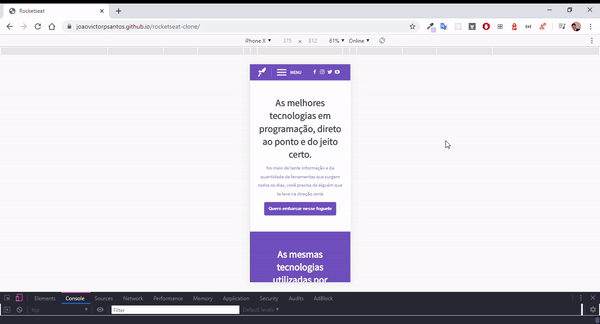 Rocketseat
joaovictorpsantos.github.io/rocketseat-clone/
iPhone X ▼ 375 × 812 61% ▼ Online ▼
MENU
As melhores
tecnologias em
programação, direto
ao ponto e do jeito
certo.
No meio de tanta informação e da
quantidade de ferramentas que surgem
todos os dias, você precisa de alguém que
te leve na direção certa
Quero embarcar nesse foguete
As mesmas
tecnologias
utilizadas por
Elements Console Sources Network Performance Memory Application Security Audits AdBlock
top Filter Default levels ▼